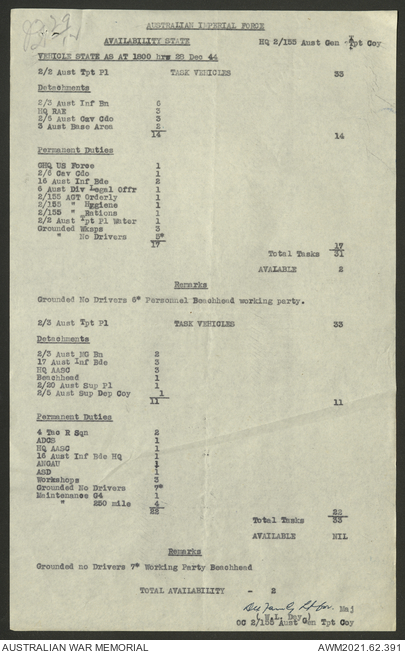 AUSTRALIAN IMPERIAL FORCE
AVAILABILITY STATE HQ 2/155 Aust Gen Tpt Coy
VEHICLE STATE AS AT 1800 hrs 28 Dec 44
2/2 Aust Tpt Pl TASK VEHICLES 33
Detachments
2/3 Aust Inf Bn 6
HQ RAE 3
2/6 Aust Cav Cdo 3
3 Aust Base Area 2
14 14
Permanent Duties
GHQ US Force 1
2/6 Cav Cdo 1
16 Aust Inf Bde 2
6 Aust Div Legal Offr 1
2/155 AGT Orderly 1
2/155 " Hygiene 1
2/155 " Rations 1
2/2 Aust Tpt Pl Water 1
Grounded Wksps 3
" No Drivers 5*
17 17
Total Tasks 31
AVALABLE 2
Remarks
Grounded No Drivers 6* Personnel Beachhead working party.
2/3 Aust Tpt Pl TASK VEHICLES 33
Detachments
2/3 Aust MG Bn 2
17 Aust Inf Bde 3
HQ AASC 3
Beachhead 1
2/20 Aust Sup Pl 1
2/5 Aust Sup Dep Coy 1
11 11
Permanent Duties
4 Tac R Sqn 2
ADOS 1
HQ AASC 1
16 Aust Inf Bde HQ 1
ANGAU 1
ASD 1
Workshops 3
Grounded No Drivers 7*
Maintenance G4 1
" 250 mile 4
22 22
Total Tasks 33
AVAILABLE NIL
Remarks
Grounded no Drivers 7* Working Party Beachhead
TOTAL AVAILABILITY - 2
Maj
(W.L. Day)
OC 2/155 Aust Gen Tpt Coy
AUSTRALIAN WAR MEMORIAL AWM2021.62.391